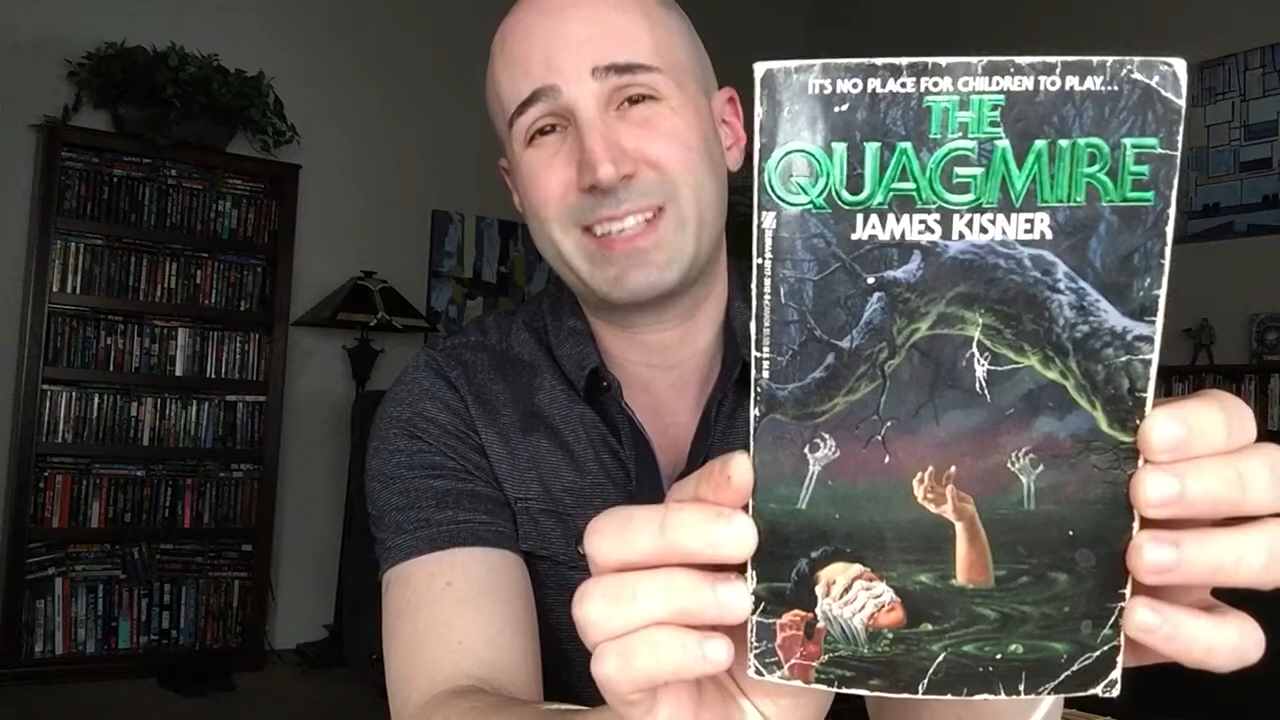 IT'S NO PLACE FOR CHILDREN TO PLAY...
THE
QUAGMIRE
JAMES KISNER